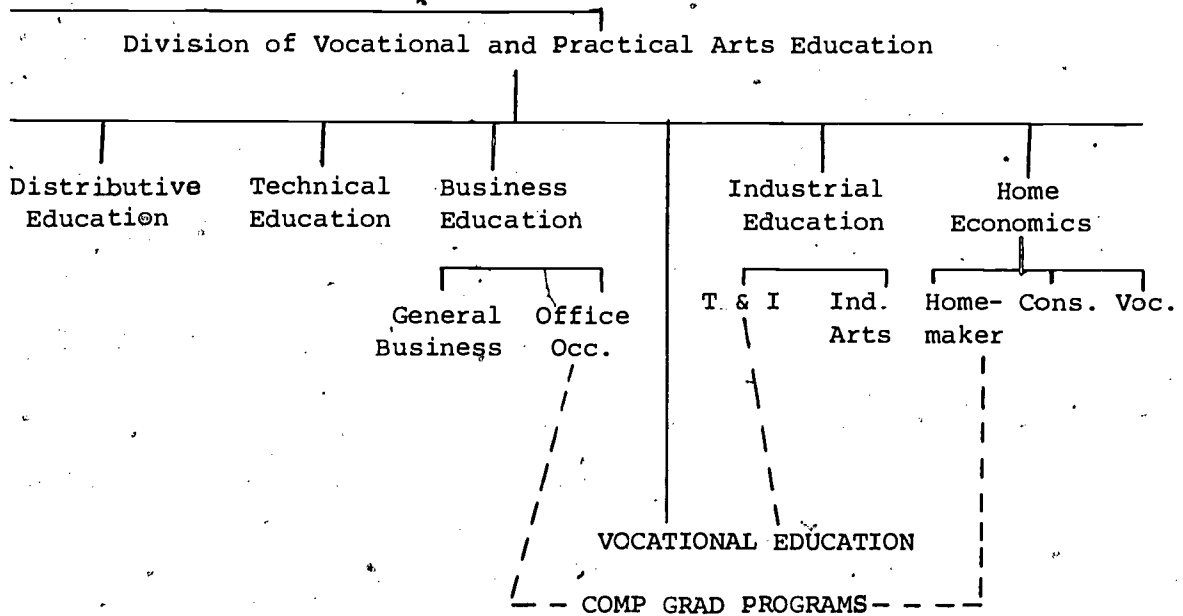 Division of Vocational and Practical Arts Education
Distributive Education
Technical Education
Business Education
Industrial Education
Home Economics
General Business
Office Occ.
T & I
Ind. Arts
Home-maker
Cons.
Voc.
VOCATIONAL EDUCATION
COMP GRAD PROGRAMS